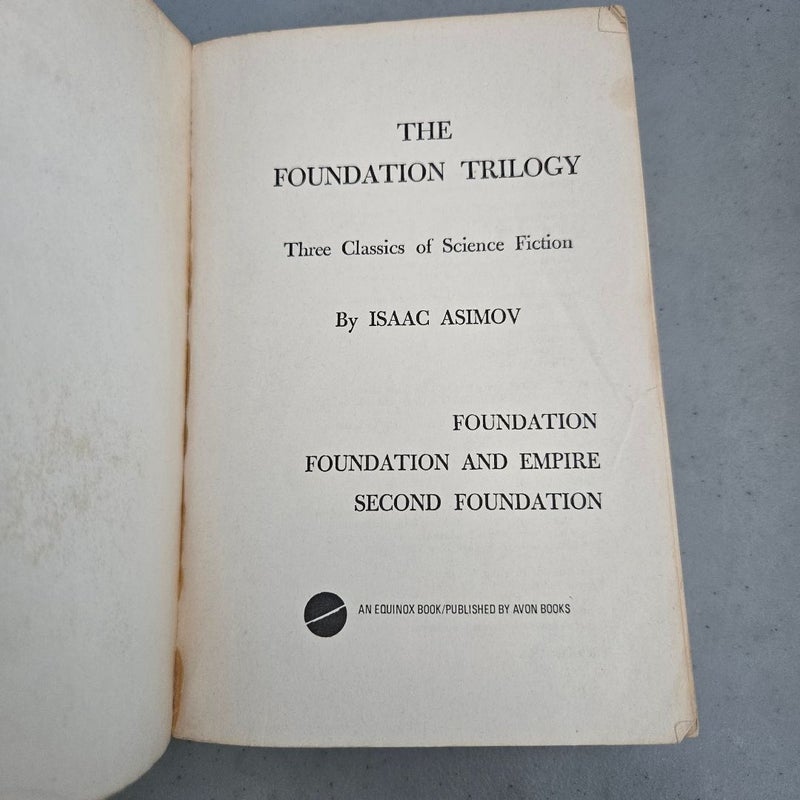 THE
FOUNDATION TRILOGY
Three Classics of Science Fiction
By ISAAC ASIMOV
FOUNDATION
FOUNDATION AND EMPIRE
SECOND FOUNDATION
AN EQUINOX BOOK/PUBLISHED BY AVON BOOKS